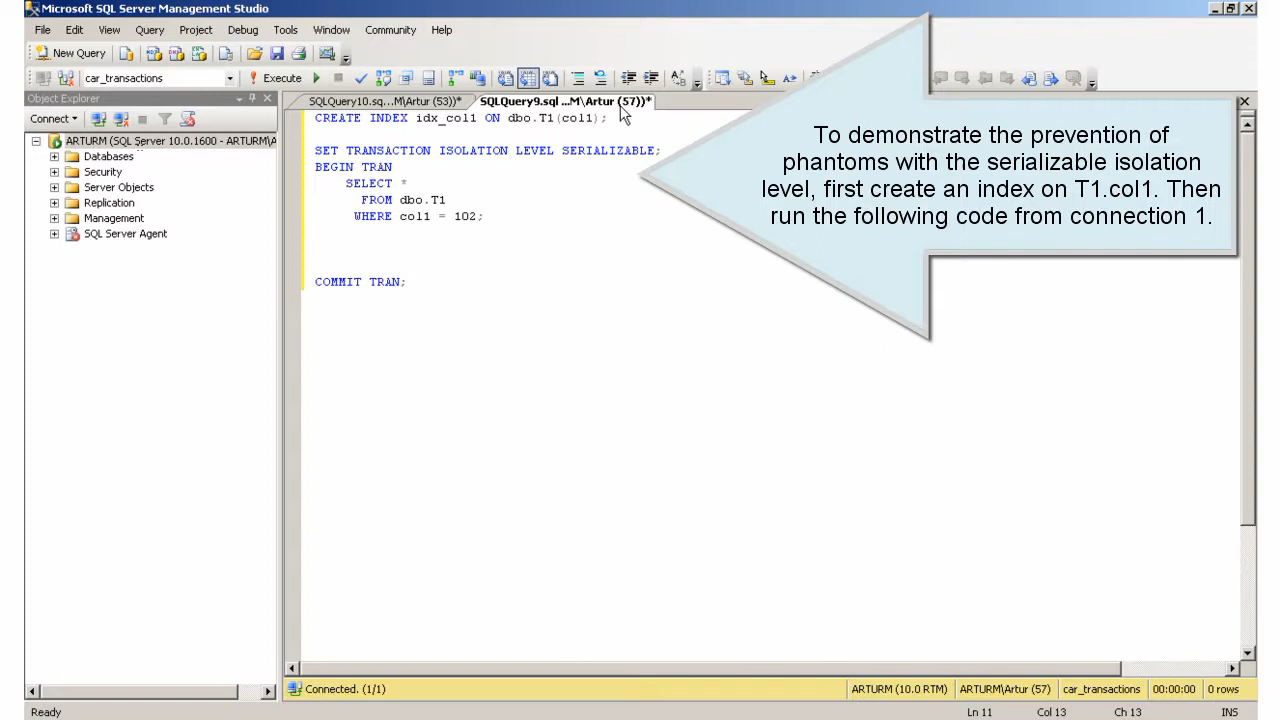 Microsoft SQL Server Management Studio
File Edit View Query Project Debug Tools Window Community Help
New Query
car_transactions Execute
Object Explorer
SQLQuery10.sq...M\Artur (53))* SQLQuery9.sql ...M\Artur (57))*
Connect
ARTURM (SQL Server 10.0.1600 - ARTURM\A
Databases
Security
Server Objects
Replication
Management
SQL Server Agent
CREATE INDEX idx_col1 ON dbo.T1(col1);
SET TRANSACTION ISOLATION LEVEL SERIALIZABLE;
BEGIN TRAN
SELECT *
FROM dbo.T1
WHERE col1 = 102;
COMMIT TRAN;
To demonstrate the prevention of
phantoms with the serializable isolation
level, first create an index on T1.col1. Then
run the following code from connection 1.
Connected. (1/1) ARTURM (10.0 RTM) ARTURM\Artur (57) car_transactions 00:00:00 0 rows
Ready Ln 11 Col 13 Ch 13 INS